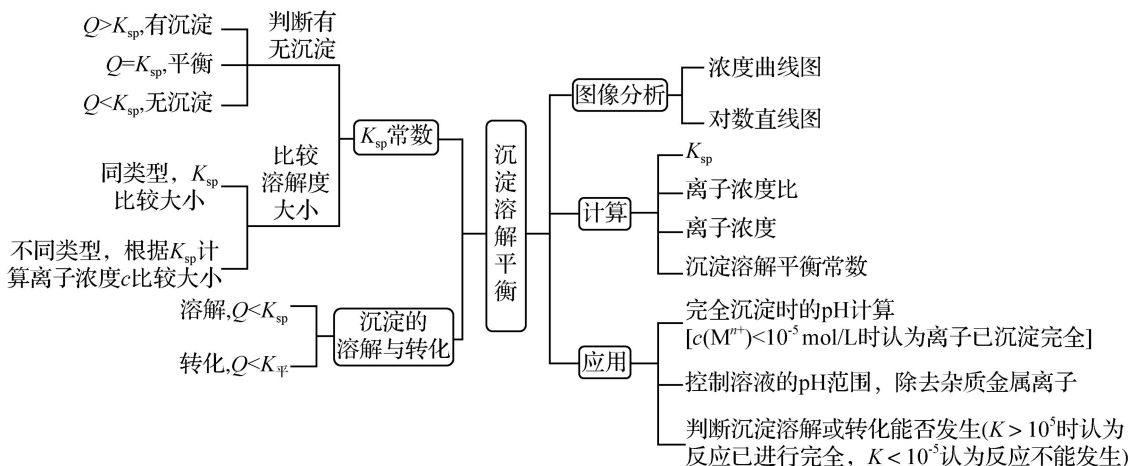 Q>Ksp,有沉淀
Q=Ksp,平衡
Q<Ksp,无沉淀
判断有
无沉淀
同类型，Ksp
比较大小
不同类型，根据Ksp计
算离子浓度c比较大小
比较
溶解度
大小
Ksp常数
溶解,Q<Ksp
转化,Q<K平
沉淀的
溶解与转化
沉淀溶解平衡
图像分析
浓度曲线图
对数直线图
计算
Ksp
离子浓度比
离子浓度
沉淀溶解平衡常数
应用
完全沉淀时的pH计算
[c(Mⁿ⁺)<10⁻⁵ mol/L时认为离子已沉淀完全]
控制溶液的pH范围，除去杂质金属离子
判断沉淀溶解或转化能否发生(K > 10⁵时认为
反应已进行完全，K < 10⁻⁵认为反应不能发生)